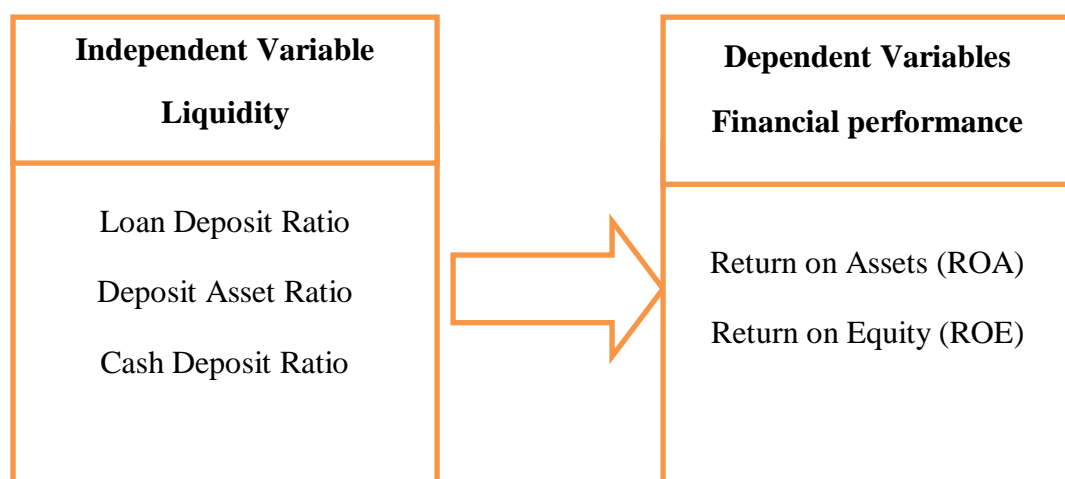 Independent Variable
Liquidity
Loan Deposit Ratio
Deposit Asset Ratio
Cash Deposit Ratio
Dependent Variables
Financial performance
Return on Assets (ROA)
Return on Equity (ROE)